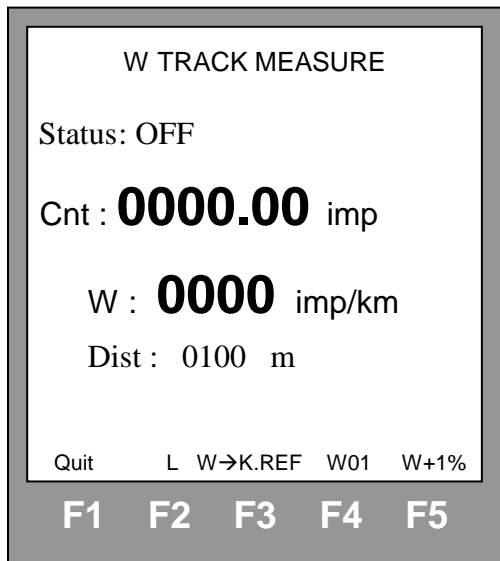 W TRACK MEASURE
Status: OFF
Cnt : 0000.00 imp
W : 0000 imp/km
Dist : 0100 m
Quit L W→K.REF W01 W+1%
F1 F2 F3 F4 F5